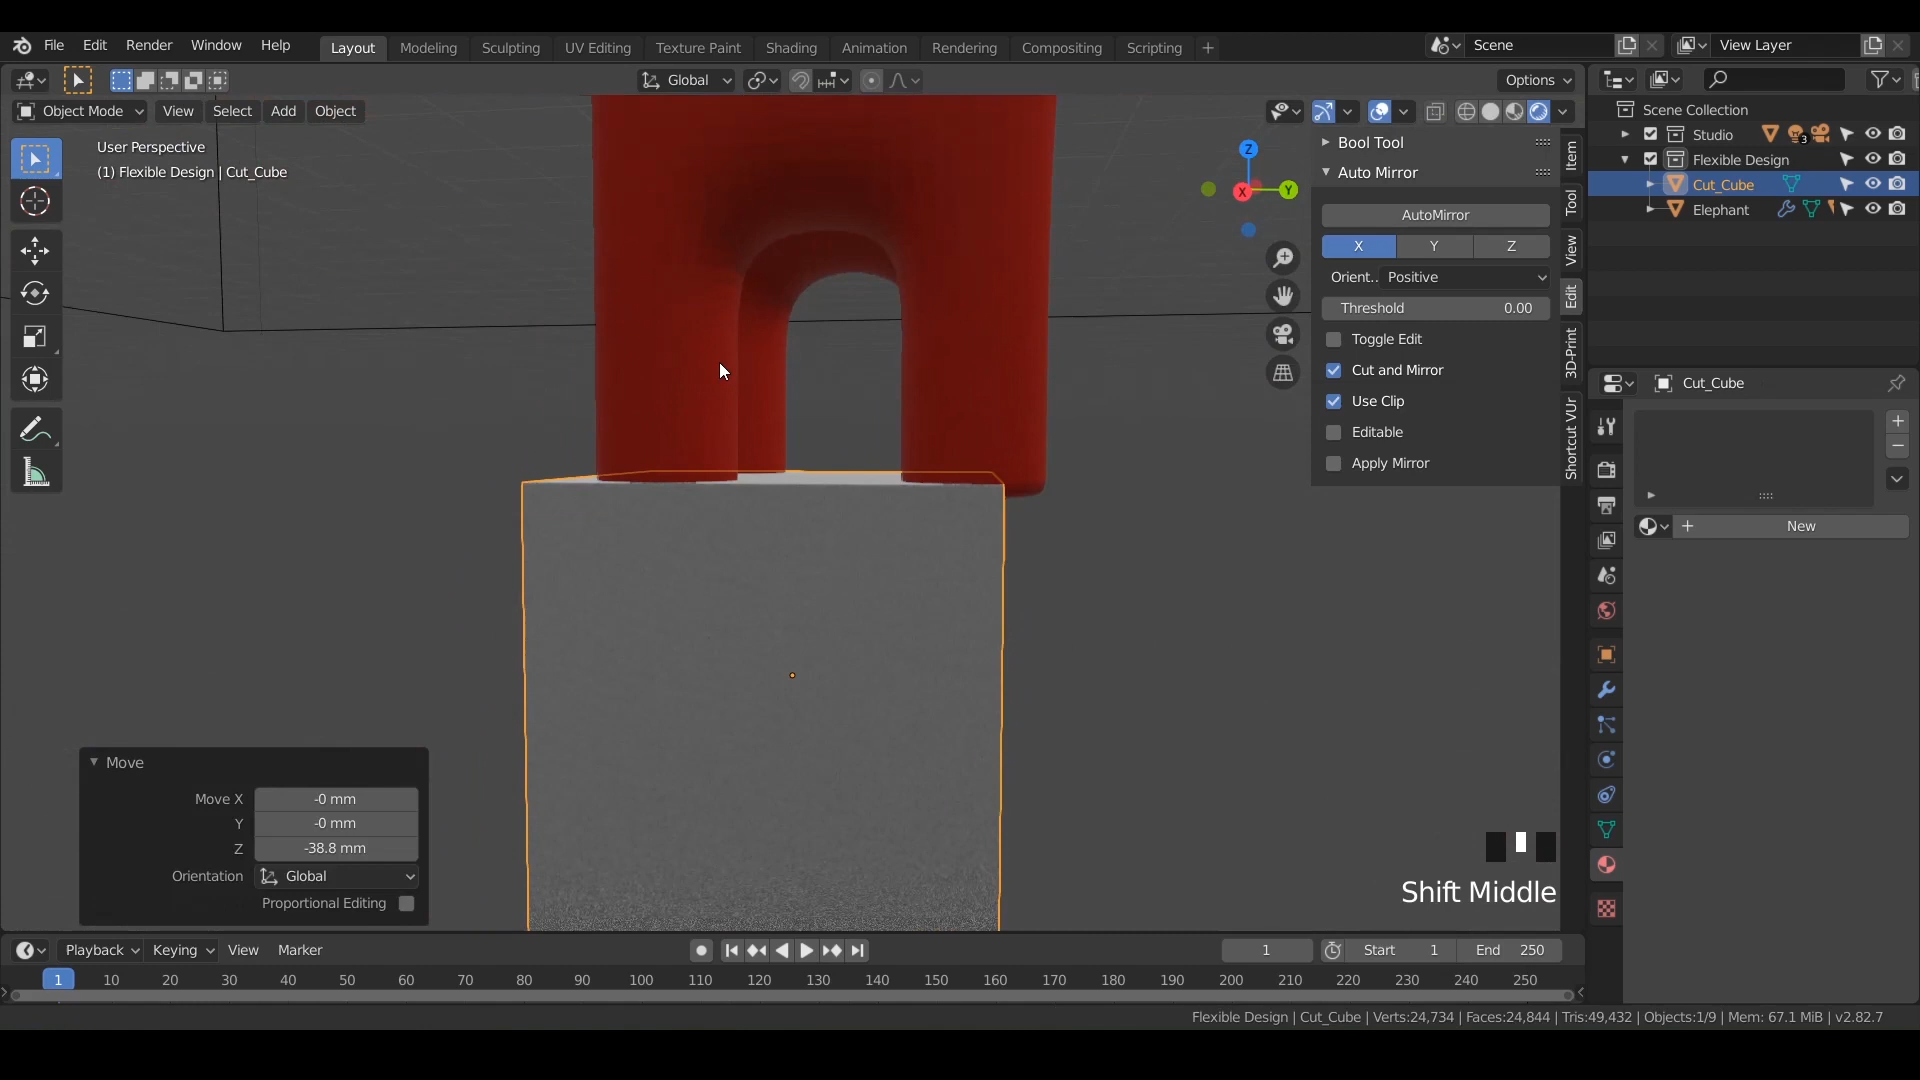 File Edit Render Window Help Layout Modeling Sculpting UV Editing Texture Paint Shading Animation Rendering Compositing Scripting + Scene View Layer
Global Options
Object Mode View Select Add Object
User Perspective
(1) Flexible Design | Cut_Cube
Z
X
Y
Bool Tool
Auto Mirror
AutoMirror
X Y Z
Orient.. Positive
Threshold 0.00
Toggle Edit
Cut and Mirror
Use Clip
Editable
Apply Mirror
Item
Tool
View
Edit
3D-Print
Shortcut VUr
Scene Collection
Studio 3
Flexible Design
Cut_Cube
Elephant
Cut_Cube
New
Move
Move X -0 mm
Y -0 mm
Z -38.8 mm
Orientation Global
Proportional Editing
Shift Middle
Playback Keying View Marker 1 Start 1 End 250
1 10 20 30 40 50 60 70 80 90 100 110 120 130 140 150 160 170 180 190 200 210 220 230 240 250
Flexible Design | Cut_Cube | Verts:24,734 | Faces:24,844 | Tris:49,432 | Objects:1/9 | Mem: 67.1 MiB | v2.82.7